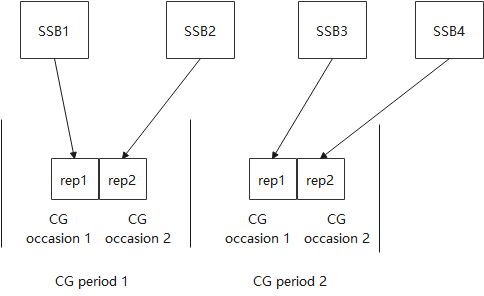 SSB1
SSB2
SSB3
SSB4
rep1
rep2
rep1
rep2
CG
occasion 1
CG
occasion 2
CG
occasion 1
CG
occasion 2
CG period 1
CG period 2